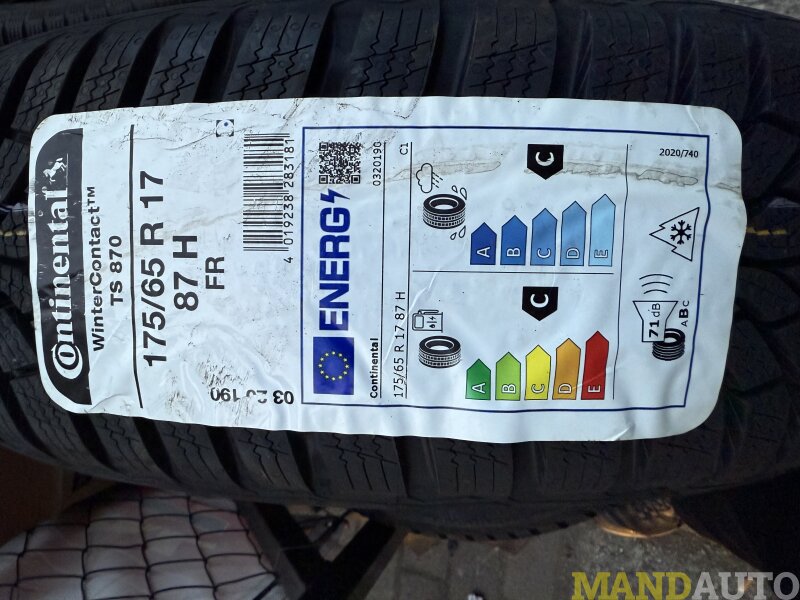 Continental
WinterContact™
TS 870
175/65 R 17
87 H
FR
4 019238 283181
03 20 190
ENERG
0320190
Continental
175/65 R 17 87 H
C1
C
A
B
C
D
E
C
A
B
C
D
E
2020/740
71 dB
ABC
MANDAUTO